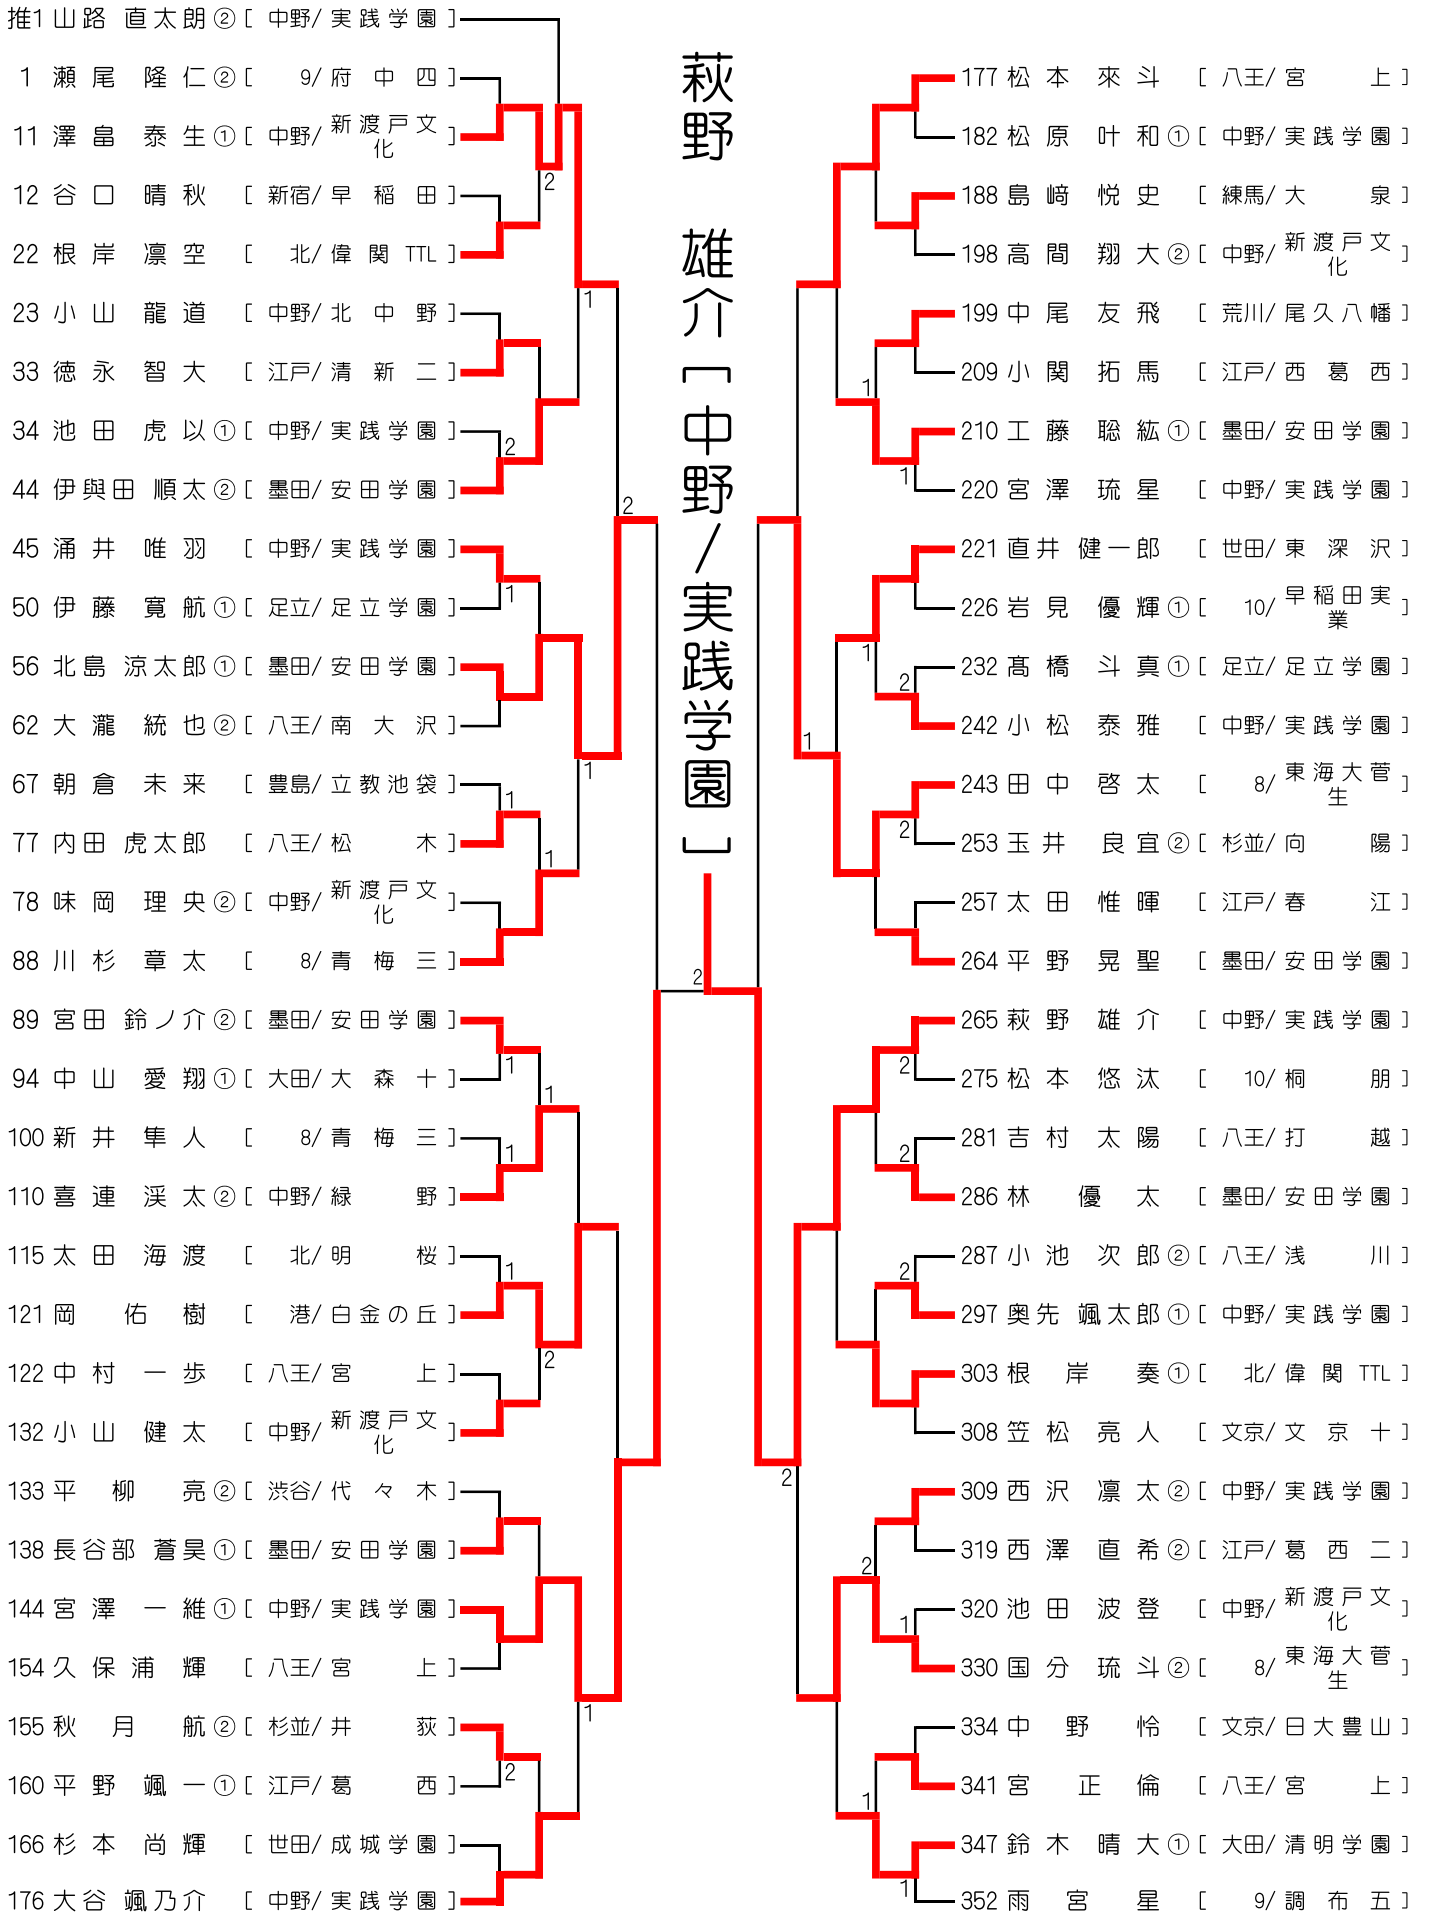 推1 山路 直太朗② [ 中野/ 実践学園 ]
1 瀬尾 隆仁② [ 9/ 府中四 ]
11 澤畠 泰生① [ 中野/ 新渡戸文化 ]
12 谷口 晴秋 [ 新宿/ 早稲田 ]
22 根岸 凛空 [ 北/ 偉関TTL ]
23 小山 龍道 [ 中野/ 北中野 ]
33 徳永 智大 [ 江戸/ 清新二 ]
34 池田 虎以① [ 中野/ 実践学園 ]
2
44 伊與田 順太② [ 墨田/ 安田学園 ]
45 涌井 唯羽 [ 中野/ 実践学園 ]
1
50 伊藤 寛航① [ 足立/ 足立学園 ]
56 北島 涼太郎① [ 墨田/ 安田学園 ]
62 大瀧 統也② [ 八王/ 南大沢 ]
67 朝倉 未来 [ 豊島/ 立教池袋 ]
1
77 内田 虎太郎 [ 八王/ 松木 ]
78 味岡 理央② [ 中野/ 新渡戸文化 ]
88 川杉 章太 [ 8/ 青梅三 ]
89 宮田 鈴ノ介② [ 墨田/ 安田学園 ]
1
94 中山 愛翔① [ 大田/ 大森十 ]
100 新井 隼人 [ 8/ 青梅三 ]
1
110 喜連 渓太② [ 中野/ 緑野 ]
115 太田 海渡 [ 北/ 明桜 ]
1
121 岡 佑樹 [ 港/ 白金の丘 ]
122 中村 一歩 [ 八王/ 宮上 ]
132 小山 健太 [ 中野/ 新渡戸文化 ]
133 平柳 亮② [ 渋谷/ 代々木 ]
138 長谷部 蒼昊① [ 墨田/ 安田学園 ]
144 宮澤 一維① [ 中野/ 実践学園 ]
154 久保浦 輝 [ 八王/ 宮上 ]
155 秋月 航② [ 杉並/ 井荻 ]
2
160 平野 颯一① [ 江戸/ 葛西 ]
166 杉本 尚輝 [ 世田/ 成城学園 ]
176 大谷 颯乃介 [ 中野/ 実践学園 ]
2
1
1
1
2
1
2
1
2
萩野 雄介 [ 中野/実践学園 ]
2
177 松本 來斗 [ 八王/ 宮上 ]
182 松原 叶和① [ 中野/ 実践学園 ]
188 島﨑 悦史 [ 練馬/ 大泉 ]
198 高間 翔大② [ 中野/ 新渡戸文化 ]
199 中尾 友飛 [ 荒川/ 尾久八幡 ]
209 小関 拓馬 [ 江戸/ 西葛西 ]
210 工藤 聡紘① [ 墨田/ 安田学園 ]
1
220 宮澤 琉星 [ 中野/ 実践学園 ]
221 直井 健一郎 [ 世田/ 東深沢 ]
226 岩見 優輝① [ 10/ 早稲田実業 ]
232 髙橋 斗真① [ 足立/ 足立学園 ]
2
242 小松 泰雅 [ 中野/ 実践学園 ]
243 田中 啓太 [ 8/ 東海大菅生 ]
2
253 玉井 良宜② [ 杉並/ 向陽 ]
257 太田 惟暉 [ 江戸/ 春江 ]
264 平野 晃聖 [ 墨田/ 安田学園 ]
265 萩野 雄介 [ 中野/ 実践学園 ]
2
275 松本 悠汰 [ 10/ 桐朋 ]
281 吉村 太陽 [ 八王/ 打越 ]
2
286 林 優太 [ 墨田/ 安田学園 ]
287 小池 次郎② [ 八王/ 浅川 ]
2
297 奥先 颯太郎① [ 中野/ 実践学園 ]
303 根岸 奏① [ 北/ 偉関TTL ]
308 笠松 亮人 [ 文京/ 文京十 ]
309 西沢 凛太② [ 中野/ 実践学園 ]
319 西澤 直希② [ 江戸/ 葛西二 ]
320 池田 波登 [ 中野/ 新渡戸文化 ]
1
330 国分 琉斗② [ 8/ 東海大菅生 ]
334 中野 怜 [ 文京/ 日大豊山 ]
341 宮 正倫 [ 八王/ 宮上 ]
347 鈴木 晴大① [ 大田/ 清明学園 ]
1
352 雨宮 星 [ 9/ 調布五 ]
1
1
1
2
2
1